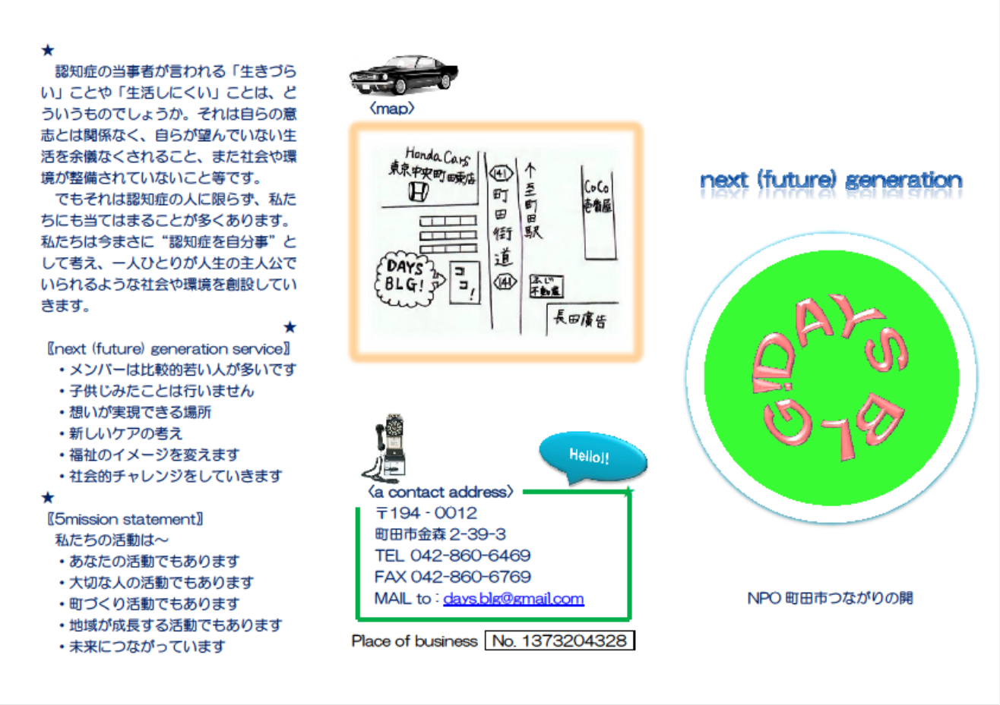 ★
認知症の当事者が言われる「生きづら
い」ことや「生活しにくい」ことは、ど
ういうものでしょうか。それは自らの意
志とは関係なく、自らが望んでいない生
活を余儀なくされること、また社会や環
境が整備されていないこと等です。
でもそれは認知症の人に限らず、私た
ちにも当てはまることが多くあります。
私たちは今まさに“認知症を自分事”と
して考え、一人ひとりが人生の主人公で
いられるような社会や環境を創設してい
きます。
★
〖next (future) generation service〗
・メンバーは比較的若い人が多いです
・子供じみたことは行いません
・想いが実現できる場所
・新しいケアの考え
・福祉のイメージを変えます
・社会的チャレンジをしていきます
★
〖5mission statement〗
私たちの活動は～
・あなたの活動でもあります
・大切な人の活動でもあります
・町づくり活動でもあります
・地域が成長する活動でもあります
・未来につながっています
〈map〉
Honda Cars
東京中央町田東店
H
141
町田街道
141
↑至町田駅
CoCo
壱番屋
DAYS
BLG!
ココ!
ふじ
不動産
長田廣告
Hello!!
〈a contact address〉
〒194‐0012
町田市金森 2-39-3
TEL 042-860-6469
FAX 042-860-6769
MAIL to：days.blg@gmail.com
Place of business No. 1373204328
next (future) generation
DAYS BLG!
NPO 町田市つながりの開